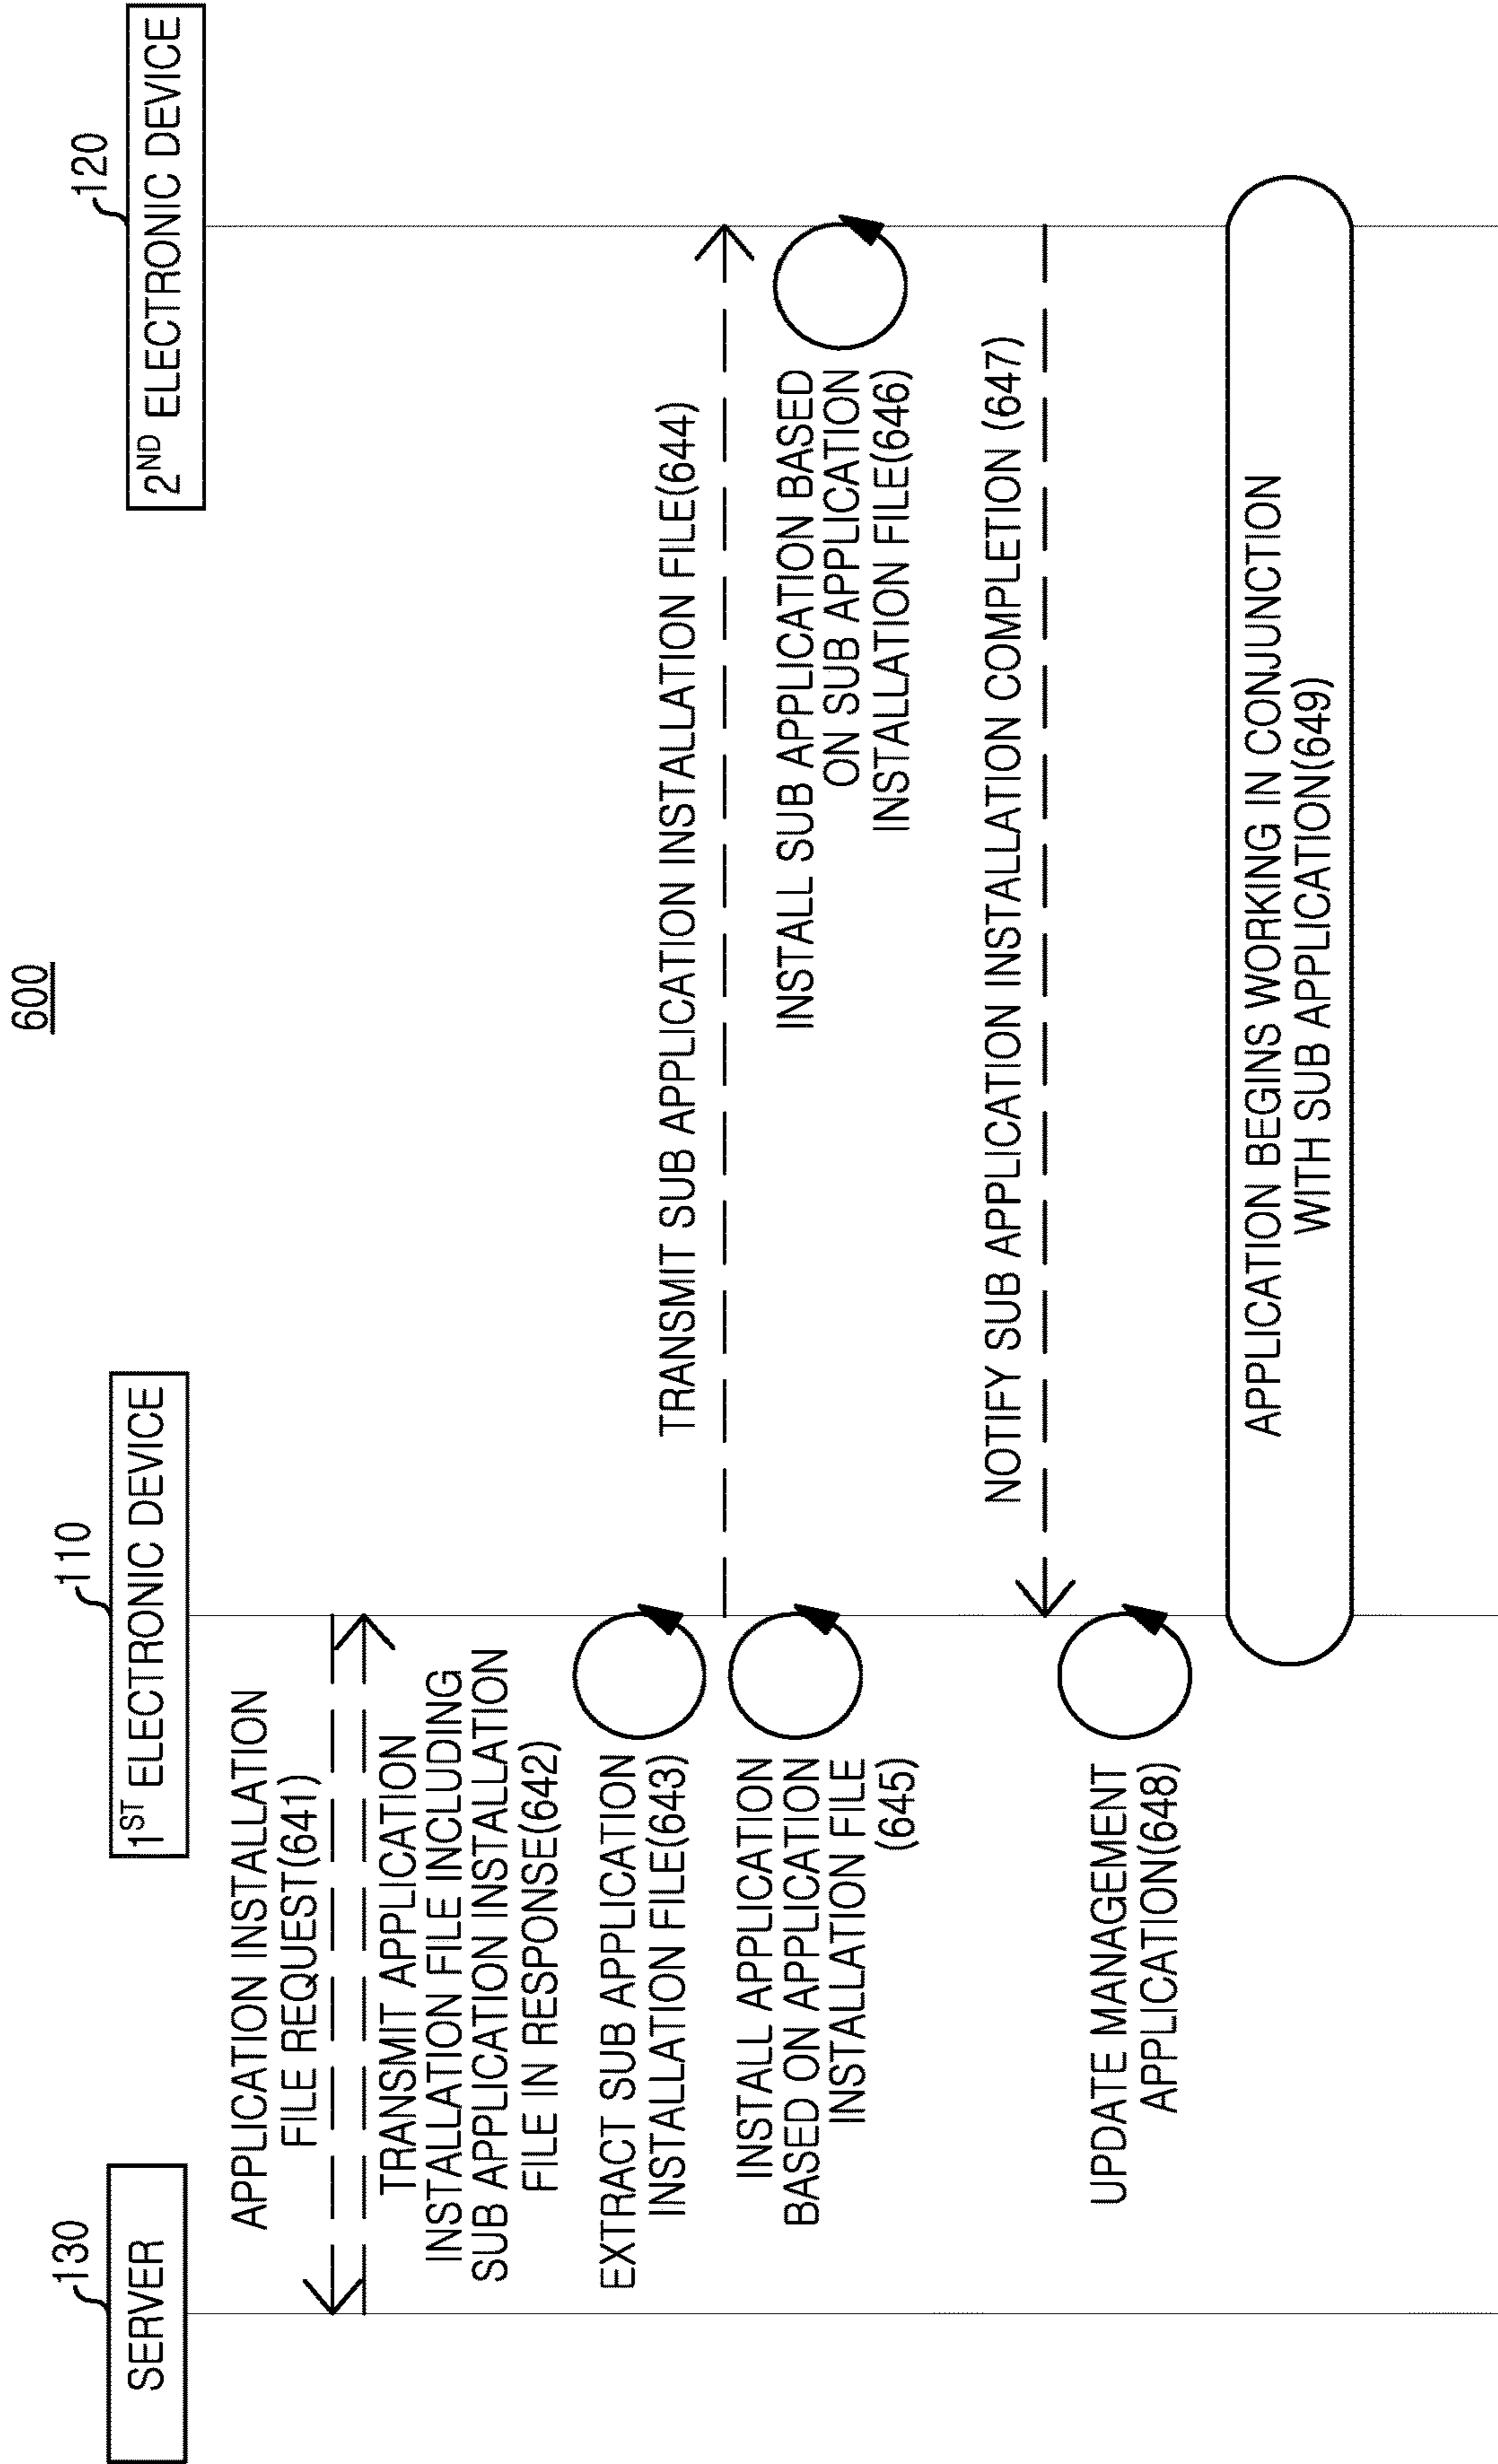 600
130
SERVER
110
1ST ELECTRONIC DEVICE
120
2ND ELECTRONIC DEVICE
APPLICATION INSTALLATION
FILE REQUEST(641)
TRANSMIT APPLICATION
INSTALLATION FILE INCLUDING
SUB APPLICATION INSTALLATION
FILE IN RESPONSE(642)
EXTRACT SUB APPLICATION
INSTALLATION FILE(643)
TRANSMIT SUB APPLICATION INSTALLATION FILE(644)
INSTALL APPLICATION
BASED ON APPLICATION
INSTALLATION FILE
(645)
INSTALL SUB APPLICATION BASED
ON SUB APPLICATION
INSTALLATION FILE(646)
NOTIFY SUB APPLICATION INSTALLATION COMPLETION (647)
UPDATE MANAGEMENT
APPLICATION(648)
APPLICATION BEGINS WORKING IN CONJUNCTION
WITH SUB APPLICATION(649)